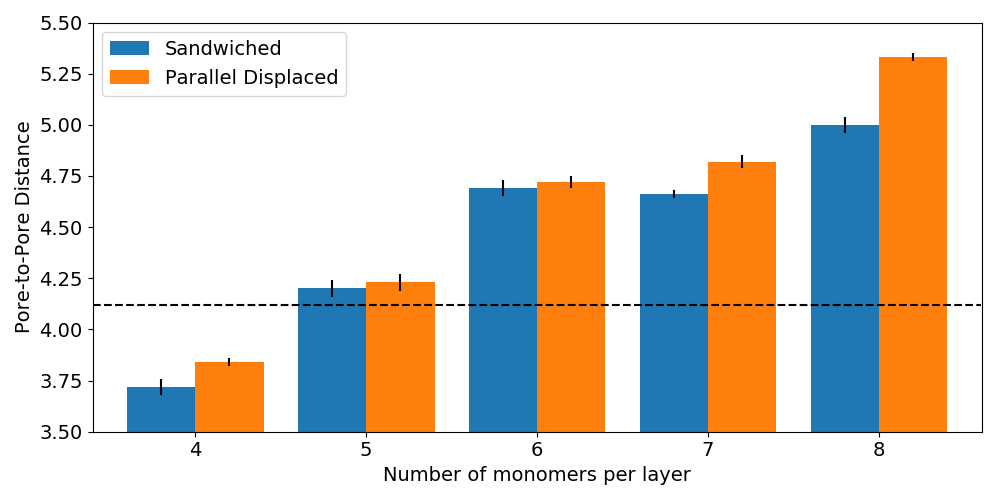 Sandwiched
Parallel Displaced
Pore-to-Pore Distance
5.50
5.25
5.00
4.75
4.50
4.25
4.00
3.75
3.50
4 5 6 7 8
Number of monomers per layer